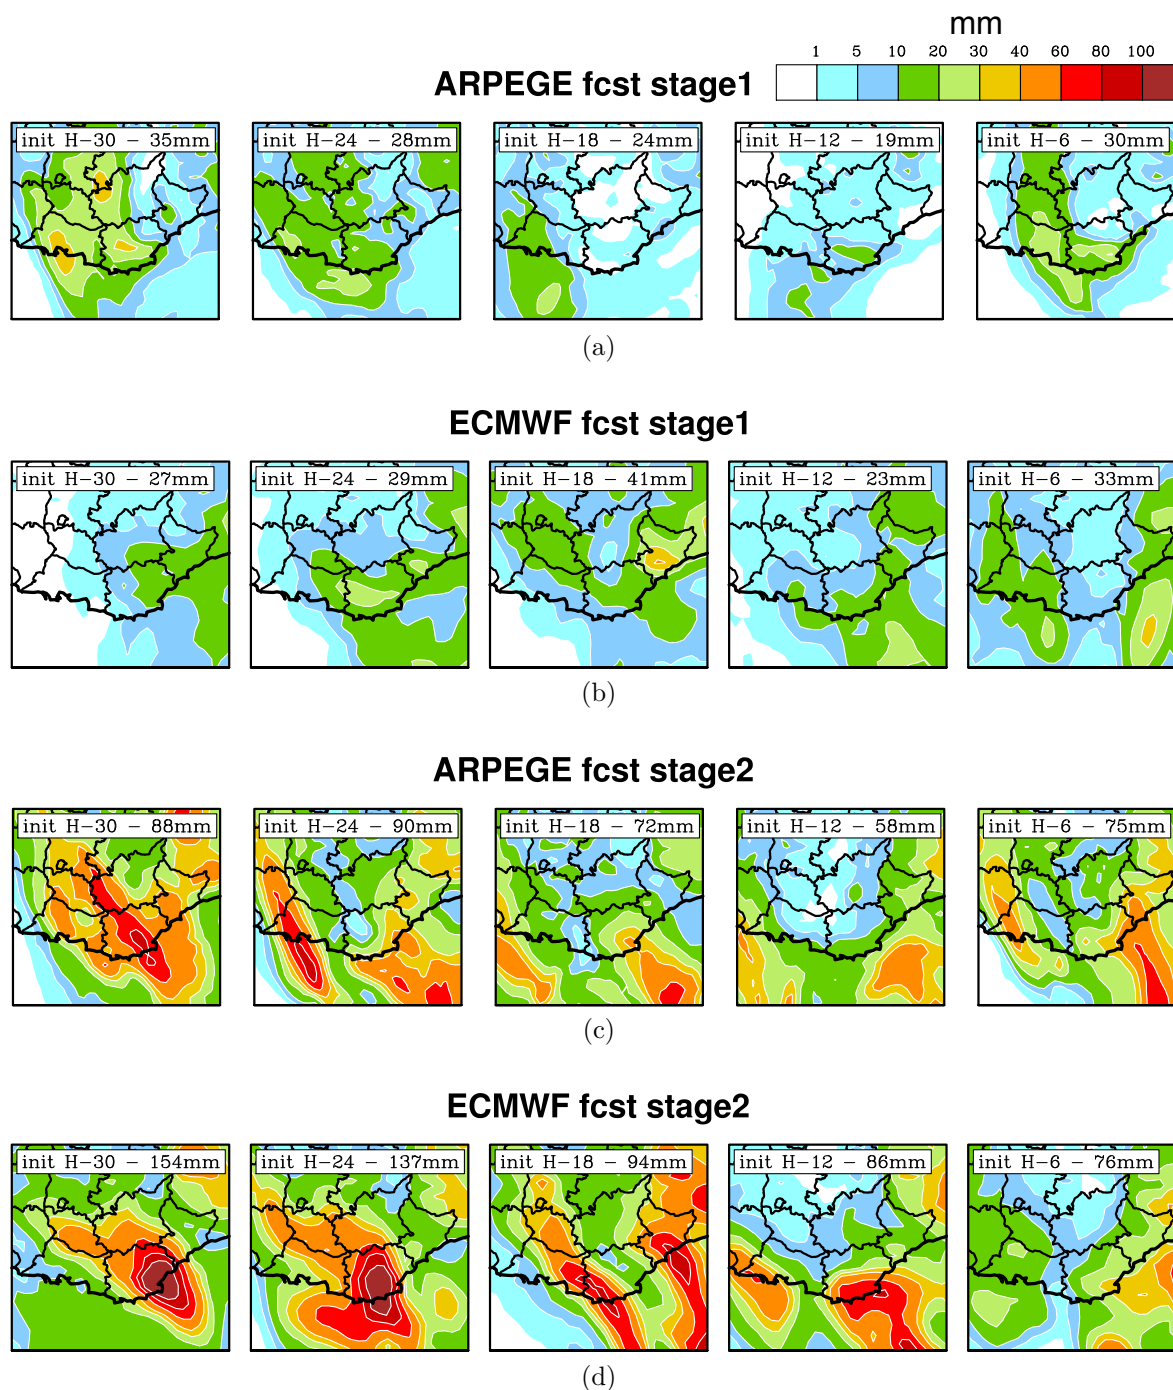 mm
1 5 10 20 30 40 60 80 100
ARPEGE fcst stage1
init H-30 - 35mm
init H-24 - 28mm
init H-18 - 24mm
init H-12 - 19mm
init H-6 - 30mm
(a)
ECMWF fcst stage1
init H-30 - 27mm
init H-24 - 29mm
init H-18 - 41mm
init H-12 - 23mm
init H-6 - 33mm
(b)
ARPEGE fcst stage2
init H-30 - 88mm
init H-24 - 90mm
init H-18 - 72mm
init H-12 - 58mm
init H-6 - 75mm
(c)
ECMWF fcst stage2
init H-30 - 154mm
init H-24 - 137mm
init H-18 - 94mm
init H-12 - 86mm
init H-6 - 76mm
(d)